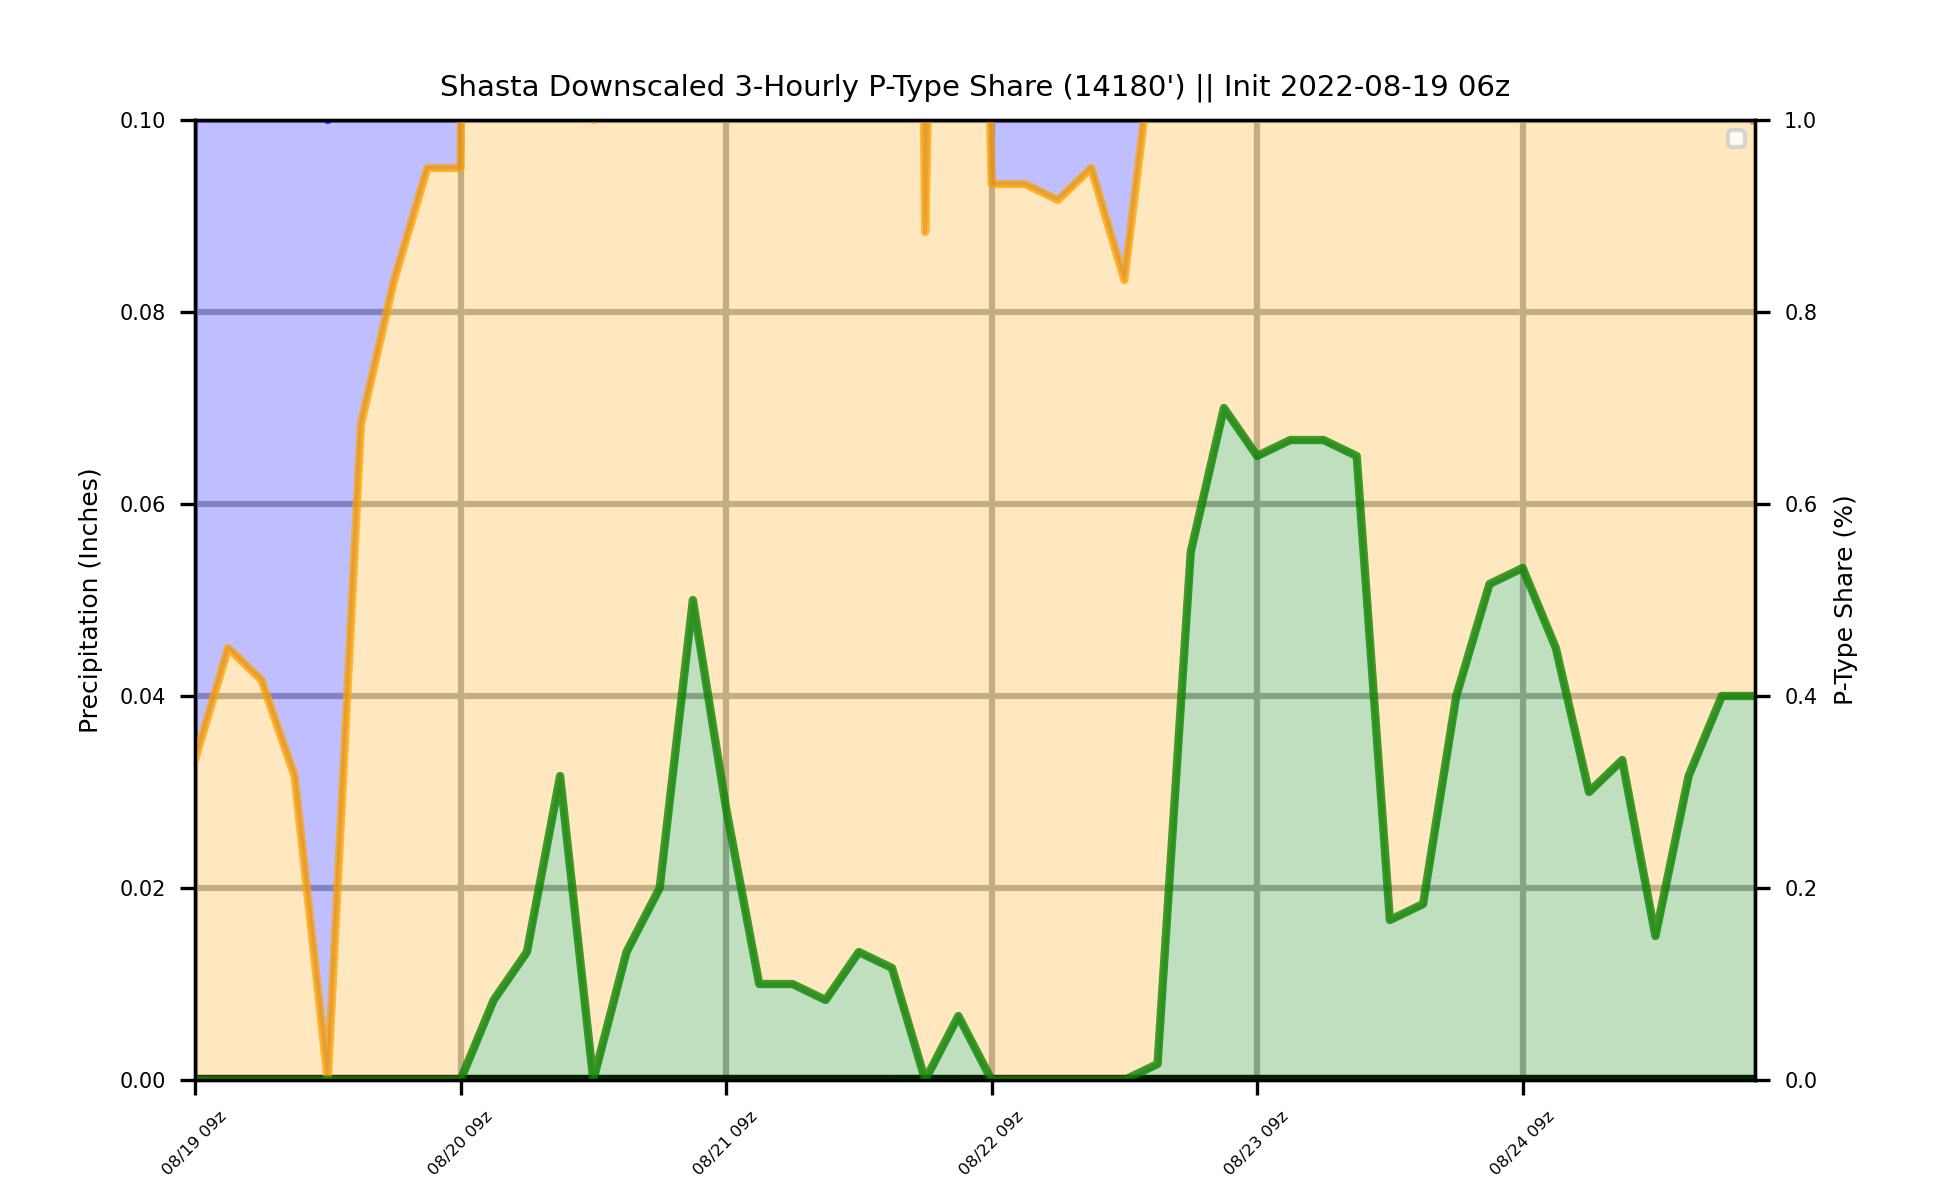 Shasta Downscaled 3-Hourly P-Type Share (14180') || Init 2022-08-19 06z
0.10
0.08
0.06
0.04
0.02
0.00
Precipitation (Inches)
1.0
0.8
0.6
0.4
0.2
0.0
P-Type Share (%)
08/19 09z
08/20 09z
08/21 09z
08/22 09z
08/23 09z
08/24 09z